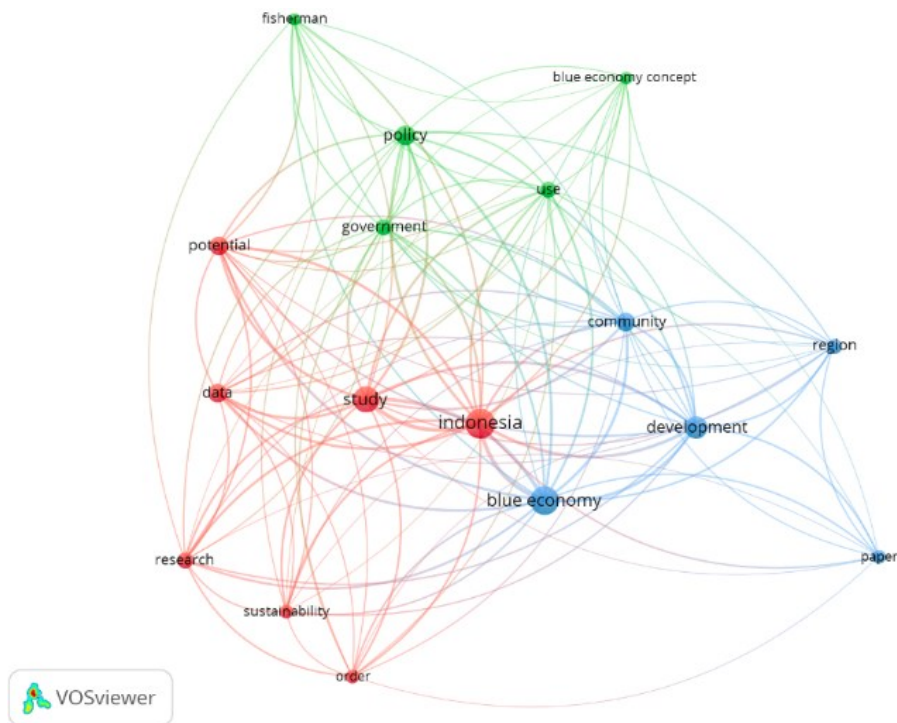 fisherman
blue economy concept
policy
use
government
potential
community
region
data
study
indonesia
development
blue economy
paper
research
sustainability
order
VOSviewer